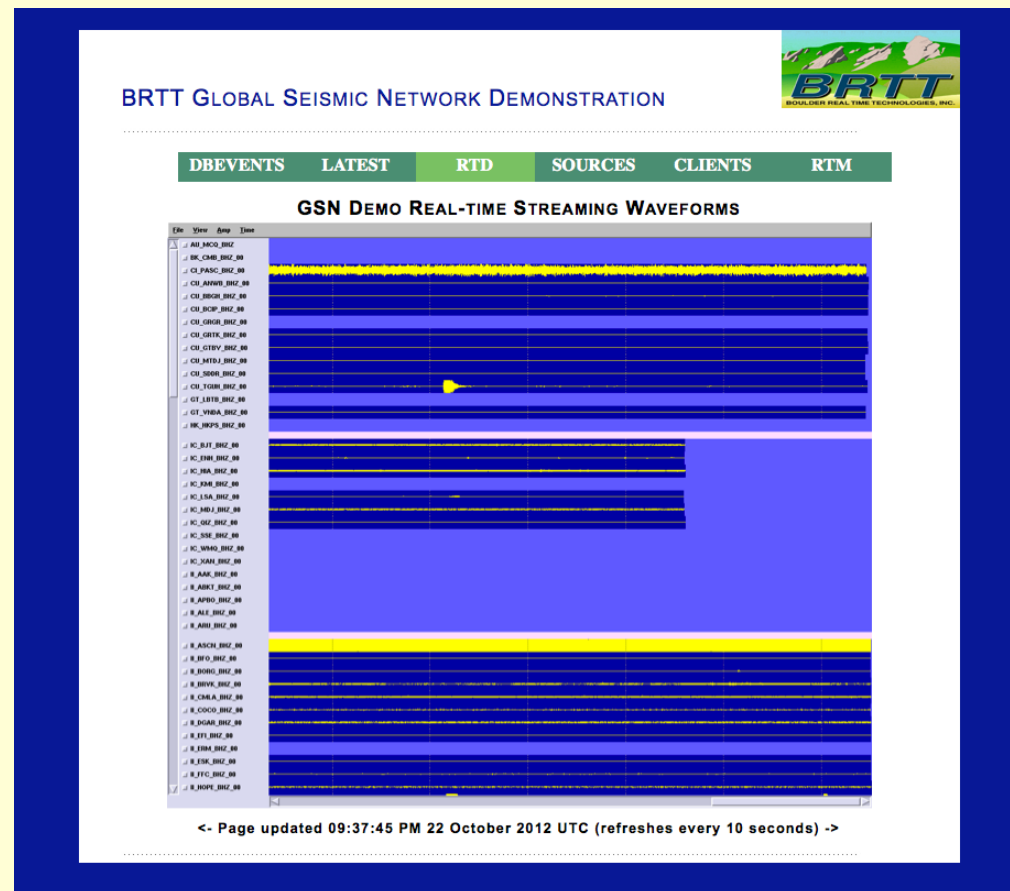 BRTT GLOBAL SEISMIC NETWORK DEMONSTRATION
BRTT
BOULDER REAL TIME TECHNOLOGIES, INC.
DBEVENTS LATEST RTD SOURCES CLIENTS RTM
GSN DEMO REAL-TIME STREAMING WAVEFORMS
File View Amp Time
AU_MCQ_BHZ
BK_CMB_BHZ_00
CI_PASC_BHZ_00
CU_ANWB_BHZ_00
CU_BBGH_BHZ_00
CU_BCIP_BHZ_00
CU_GRGR_BHZ_00
CU_GRTK_BHZ_00
CU_GTBY_BHZ_00
CU_MTDJ_BHZ_00
CU_SDDR_BHZ_00
CU_TGUH_BHZ_00
GT_LBTB_BHZ_00
GT_VNDA_BHZ_00
HK_HKPS_BHZ_00
IC_BJT_BHZ_00
IC_ENH_BHZ_00
IC_HIA_BHZ_00
IC_KMI_BHZ_00
IC_LSA_BHZ_00
IC_MDJ_BHZ_00
IC_QIZ_BHZ_00
IC_SSE_BHZ_00
IC_WMQ_BHZ_00
IC_XAN_BHZ_00
II_AAK_BHZ_00
II_ABKT_BHZ_00
II_APBO_BHZ_00
II_ALE_BHZ_00
II_ARU_BHZ_00
II_ASCN_BHZ_00
II_BFO_BHZ_00
II_BORG_BHZ_00
II_BRVK_BHZ_00
II_CMLA_BHZ_00
II_COCO_BHZ_00
II_DGAR_BHZ_00
II_EFI_BHZ_00
II_ERM_BHZ_00
II_ESK_BHZ_00
II_FFC_BHZ_00
II_HOPE_BHZ_00
<- Page updated 09:37:45 PM 22 October 2012 UTC (refreshes every 10 seconds) ->